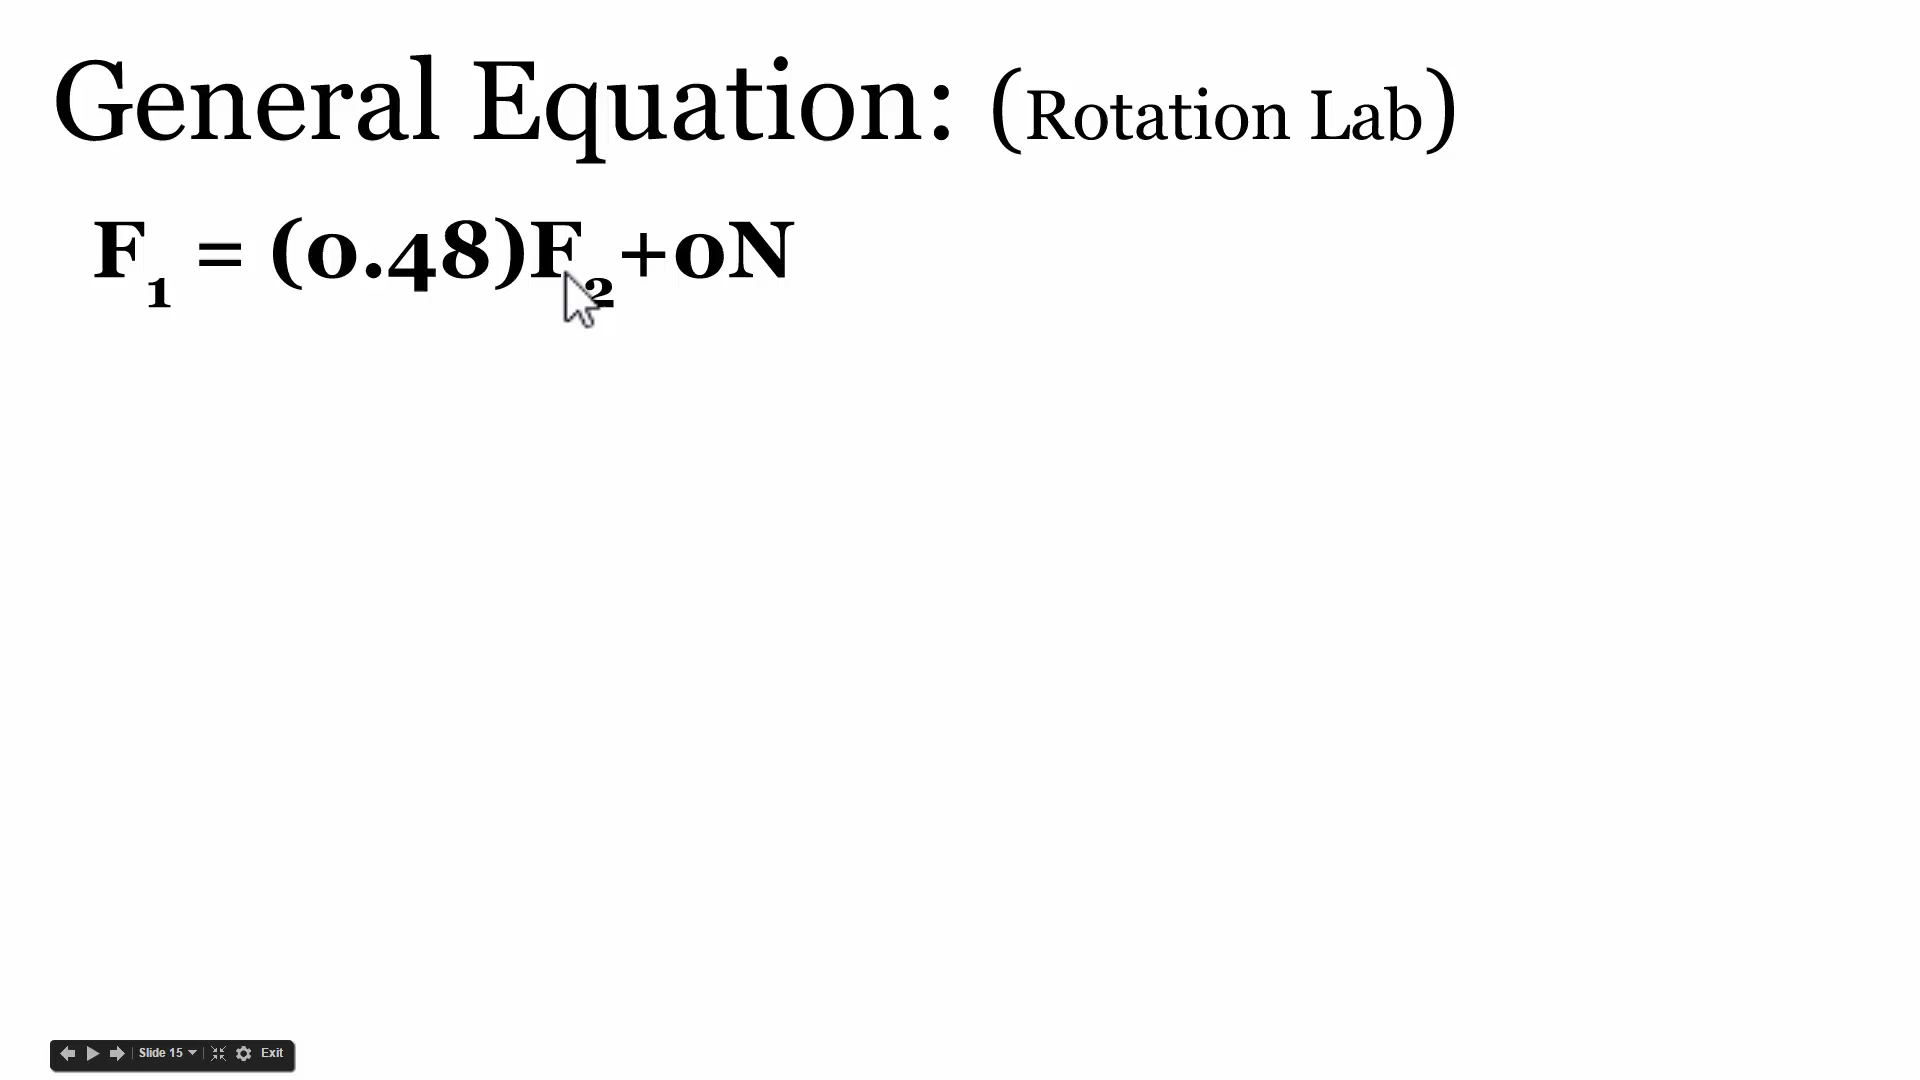 General Equation: (Rotation Lab)
F₁ = (0.48)F₂+0N
Slide 15 Exit